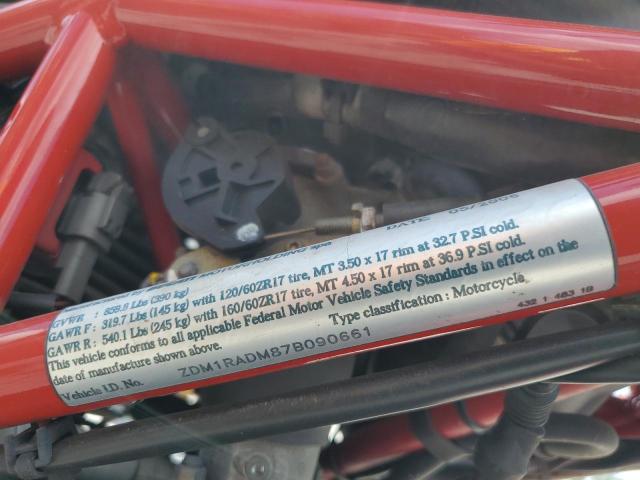 MOTORHOLDING spa DATE 05/2006
GVWR : 859.8 Lbs (390 kg)
GAWR F : 319.7 Lbs (145 kg) with 120/60ZR17 tire, MT 3.50 x 17 rim at 32.7 P.SI cold.
GAWR R : 540.1 Lbs (245 kg) with 160/60ZR17 tire, MT 4.50 x 17 rim at 36.9 P.SI cold.
This vehicle conforms to all applicable Federal Motor Vehicle Safety Standards in effect on the
date of manufacture shown above. Type classification : Motorcycle
Vehicle I.D. No. ZDM1RADM87B090661
432 1 483 1B